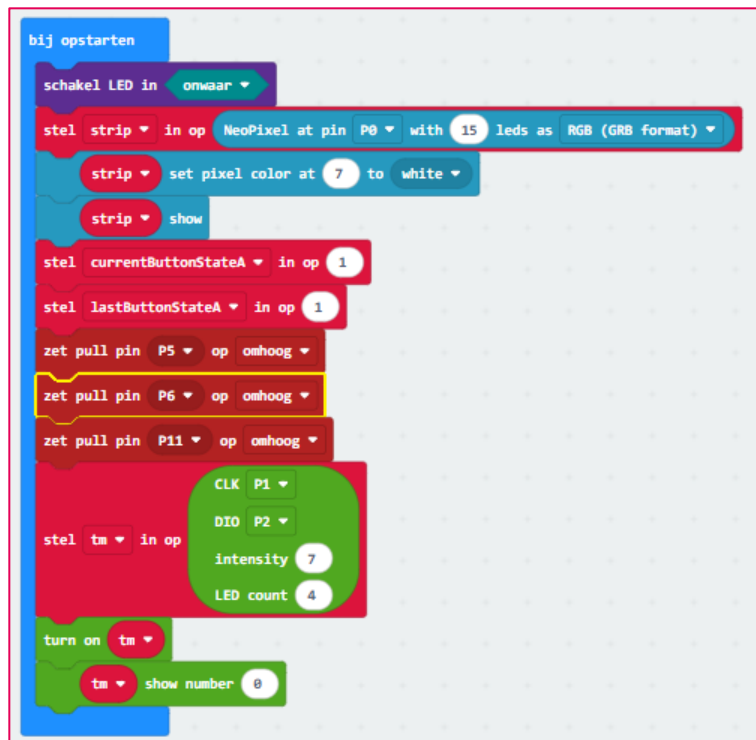 bij opstarten
schakel LED in onwaar
stel strip in op NeoPixel at pin P0 with 15 leds as RGB (GRB format)
strip set pixel color at 7 to white
strip show
stel currentButtonStateA in op 1
stel lastButtonStateA in op 1
zet pull pin P5 op omhoog
zet pull pin P6 op omhoog
zet pull pin P11 op omhoog
CLK P1
DIO P2
stel tm in op
intensity 7
LED count 4
turn on tm
tm show number 0